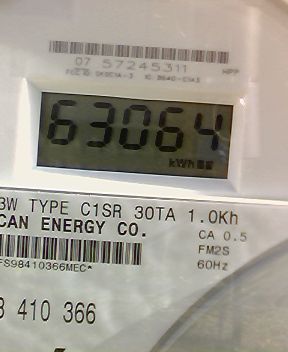 07 57245311
63064
kWh
3W TYPE C1SR 30TA 1.0Kh
CAN ENERGY CO.
CA 0.5
FM2S
60Hz
FS98410366MEC*
3 410 366